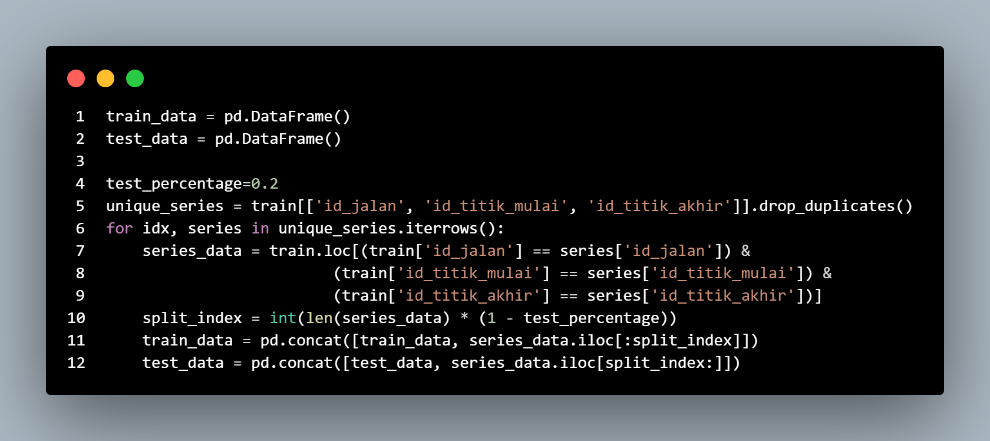 1 train_data = pd.DataFrame()
2 test_data = pd.DataFrame()
3
4 test_percentage=0.2
5 unique_series = train[['id_jalan', 'id_titik_mulai', 'id_titik_akhir']].drop_duplicates()
6 for idx, series in unique_series.iterrows():
7     series_data = train.loc[(train['id_jalan'] == series['id_jalan']) &
8                          (train['id_titik_mulai'] == series['id_titik_mulai']) &
9                          (train['id_titik_akhir'] == series['id_titik_akhir'])]
10     split_index = int(len(series_data) * (1 - test_percentage))
11     train_data = pd.concat([train_data, series_data.iloc[:split_index]])
12     test_data = pd.concat([test_data, series_data.iloc[split_index:]])